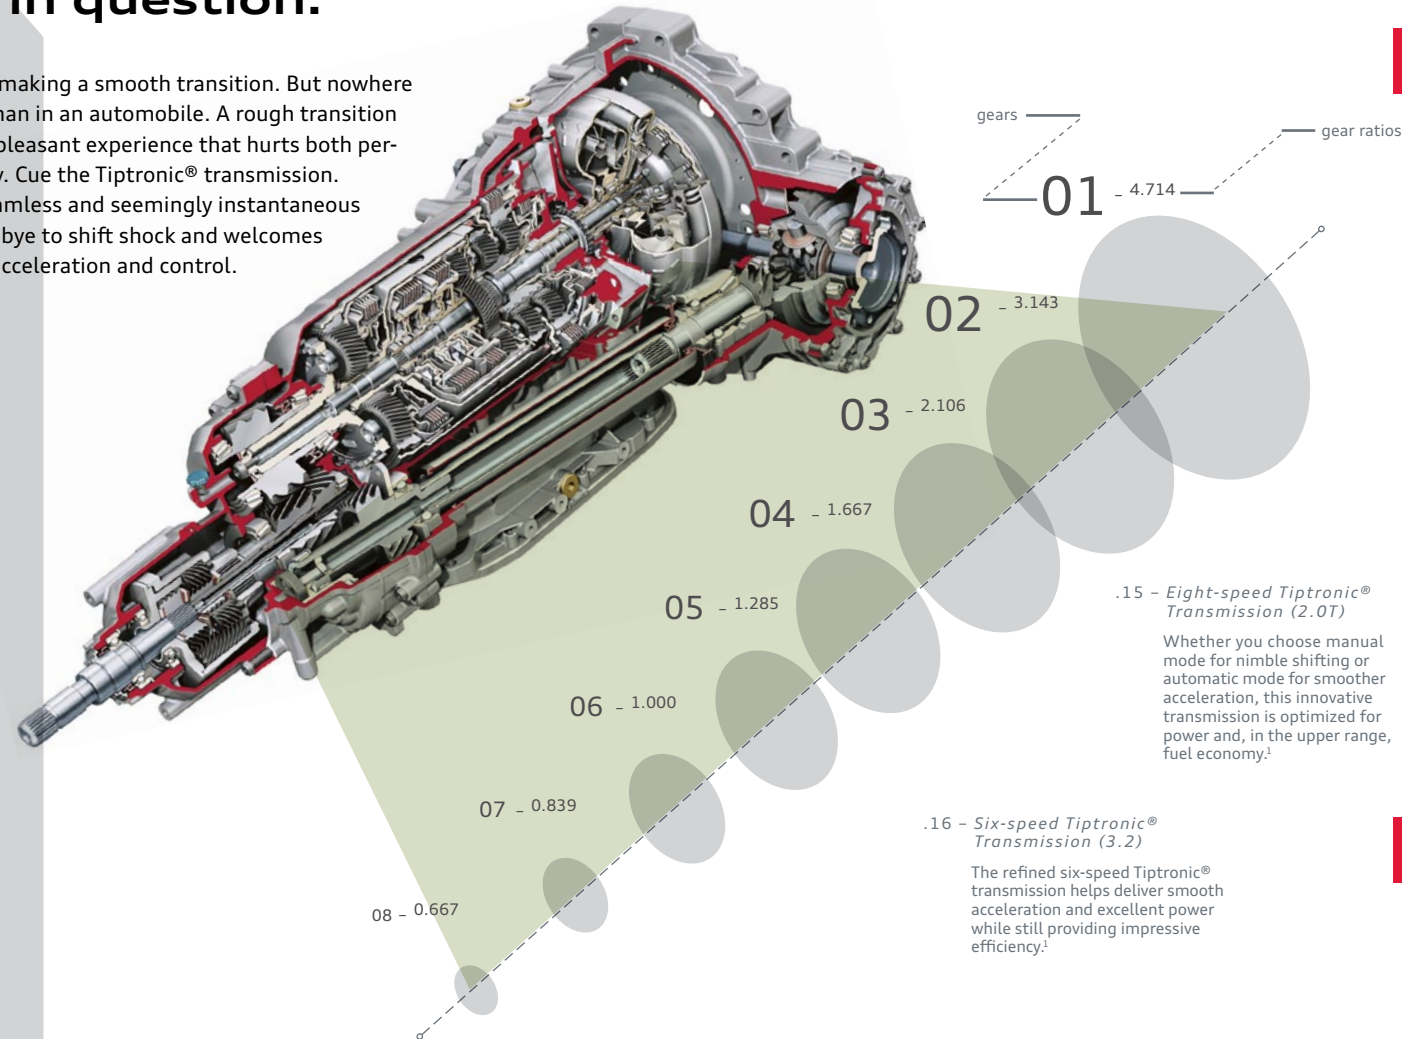 in question.
making a smooth transition. But nowhere
an in an automobile. A rough transition
pleasant experience that hurts both per-
. Cue the Tiptronic® transmission.
mless and seemingly instantaneous
bye to shift shock and welcomes
cceleration and control.
gears
gear ratios
01 – 4.714
02 – 3.143
03 – 2.106
04 – 1.667
05 – 1.285
06 – 1.000
07 – 0.839
08 – 0.667
.15 – Eight-speed Tiptronic®
Transmission (2.0T)
Whether you choose manual
mode for nimble shifting or
automatic mode for smoother
acceleration, this innovative
transmission is optimized for
power and, in the upper range,
fuel economy.¹
.16 – Six-speed Tiptronic®
Transmission (3.2)
The refined six-speed Tiptronic®
transmission helps deliver smooth
acceleration and excellent power
while still providing impressive
efficiency.¹